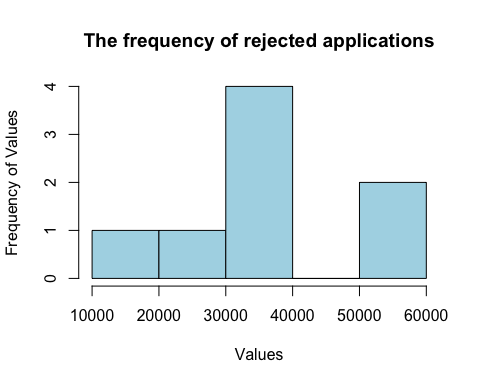 The frequency of rejected applications
Frequency of Values
4
3
2
1
0
10000 20000 30000 40000 50000 60000
Values